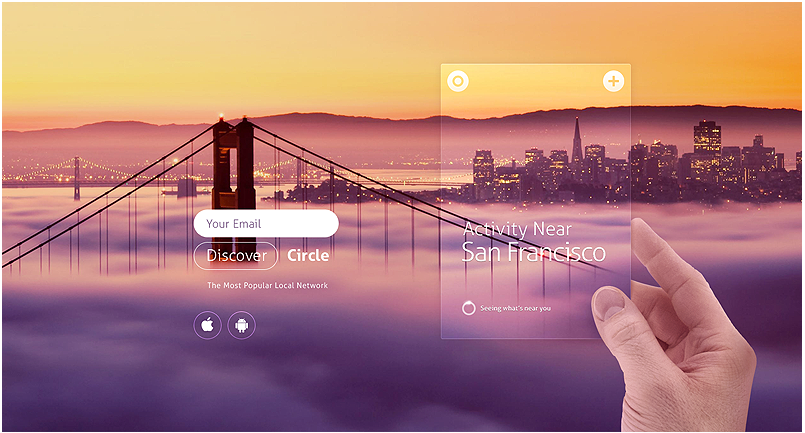 Your Email
Discover Circle
The Most Popular Local Network
Activity Near
San Francisco
Seeing what's near you